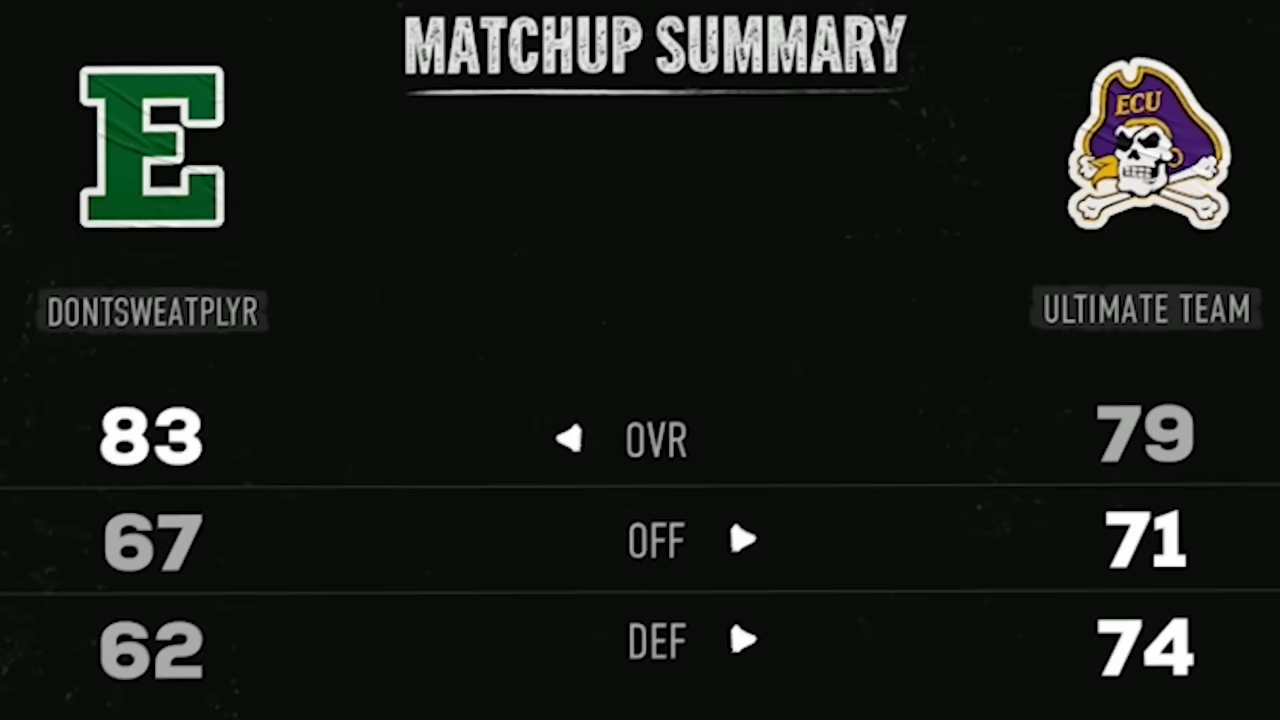 MATCHUP SUMMARY
E
ECU
DONTSWEATPLYR
ULTIMATE TEAM
83 OVR 79
67 OFF 71
62 DEF 74